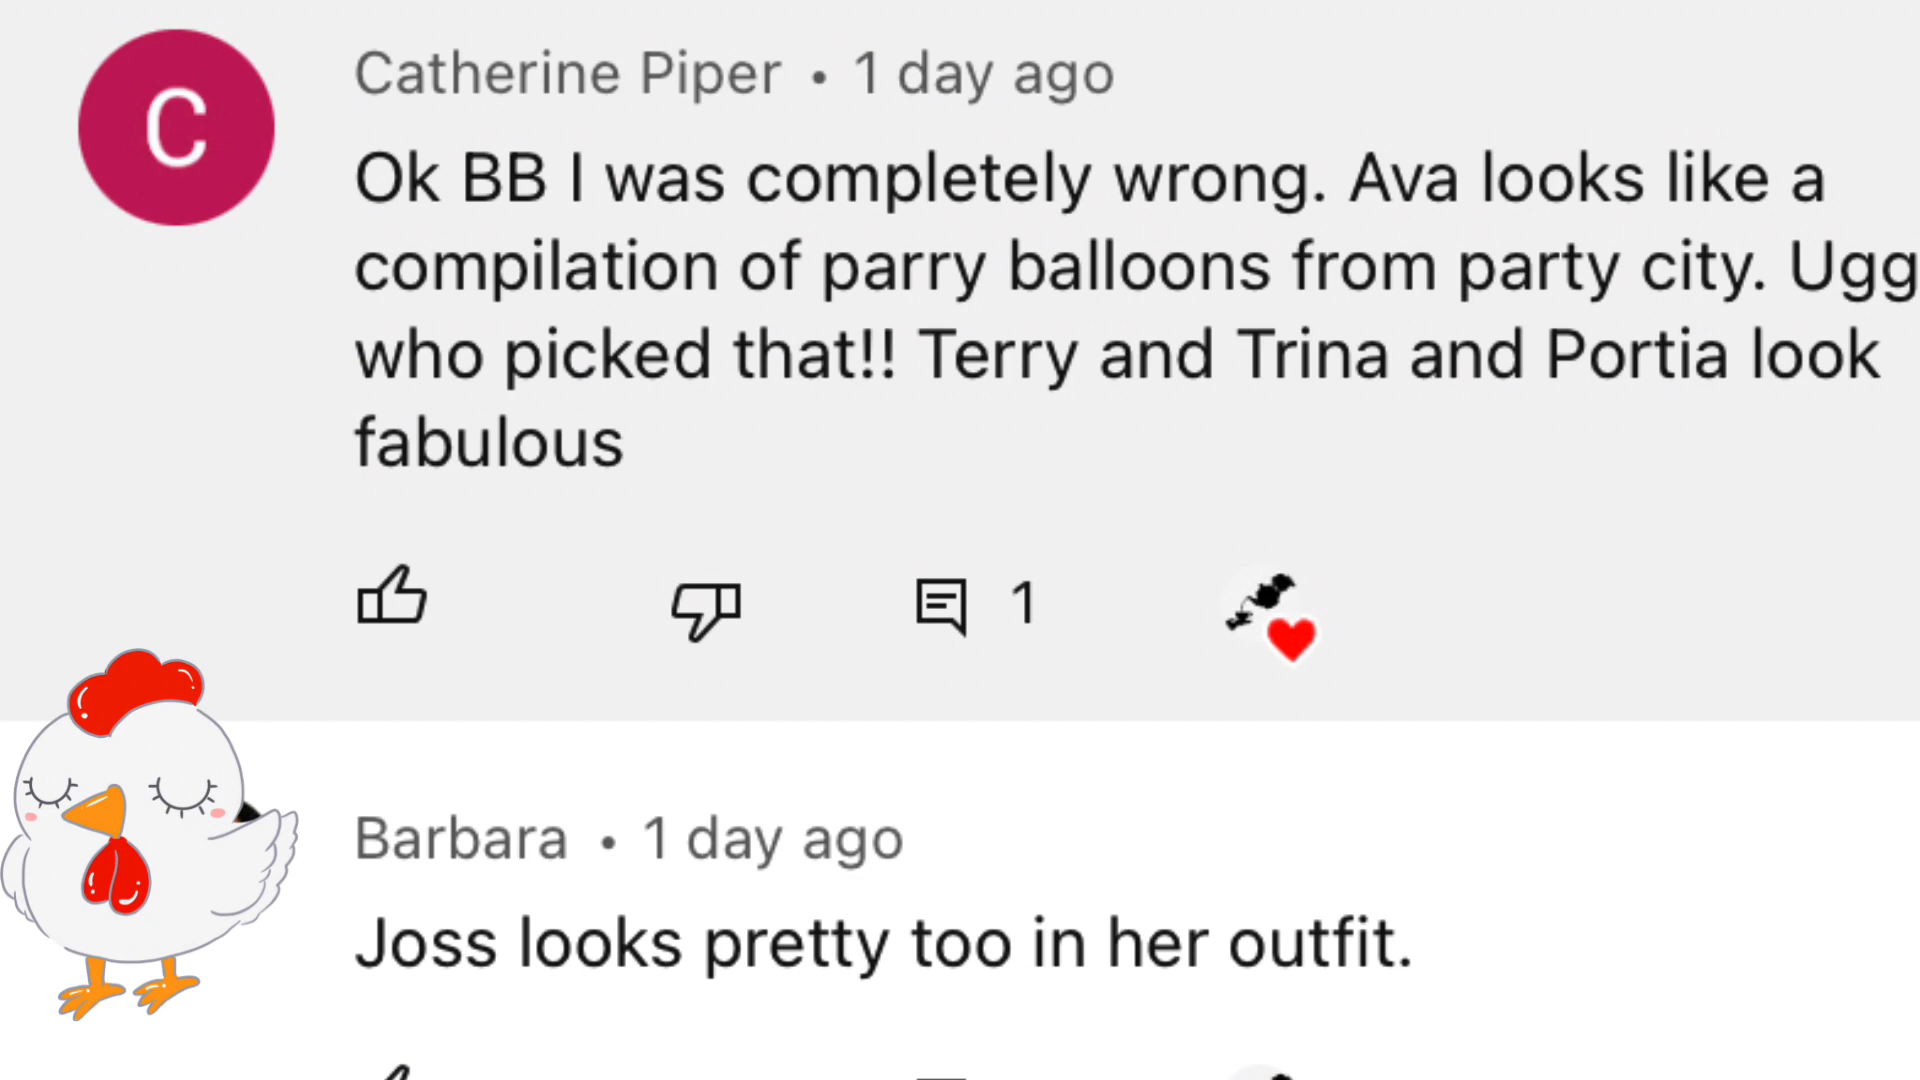 C
Catherine Piper • 1 day ago
Ok BB I was completely wrong. Ava looks like a
compilation of parry balloons from party city. Ugg
who picked that!! Terry and Trina and Portia look
fabulous
1
Barbara • 1 day ago
Joss looks pretty too in her outfit.